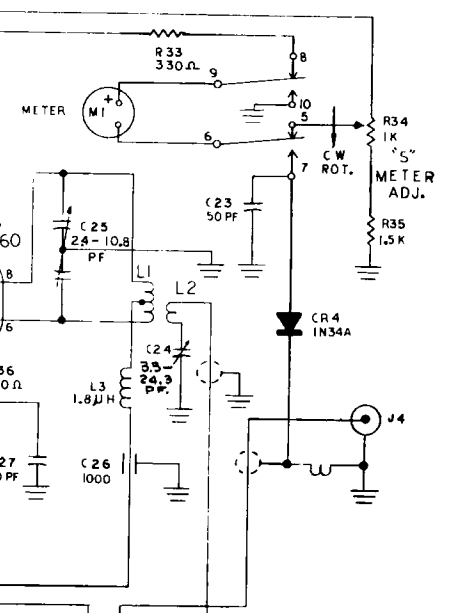 R33
330Ω
8
9
10
METER
+
M1
5
R34
1K
6
CW
ROT.
"S"
METER
ADJ.
7
C23
50 PF
C25
2.4-10.8
PF
R35
1.5K
60
8
L1
L2
6
CR4
1N34A
C24
3.5-
24.3
PF.
36
0Ω
L3
1.8μH
J4
27
PF
C26
1000